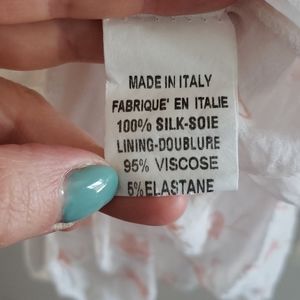 MADE IN ITALY
FABRIQUE' EN ITALIE
100% SILK-SOIE
LINING-DOUBLURE
95% VISCOSE
5% ELASTANE